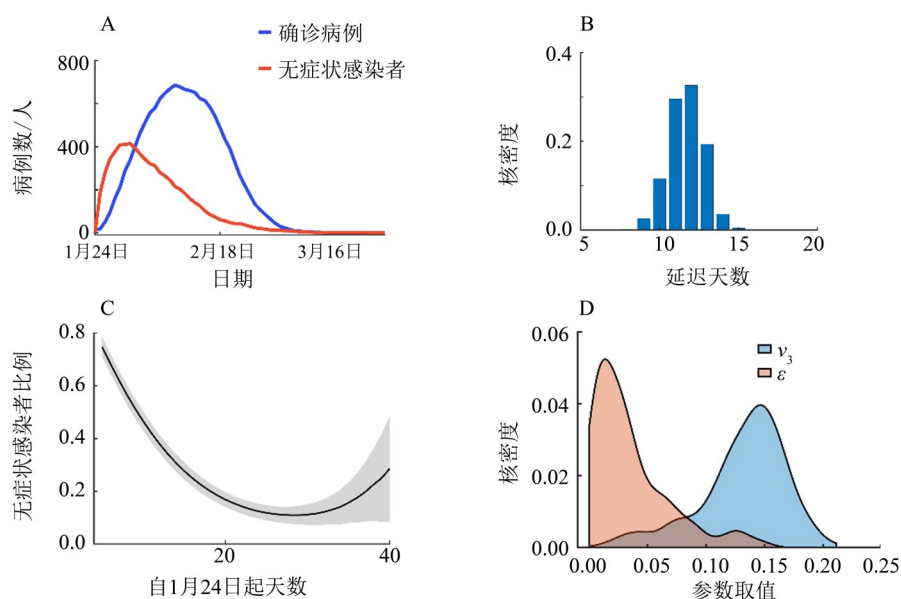 A
确诊病例
无症状感染者
800
400
0
病例数/人
1月24日
2月18日
3月16日
日期
B
0.4
0.2
0.0
核密度
5
10
15
20
延迟天数
C
0.8
0.6
0.4
0.2
0.0
无症状感染者比例
20
40
自1月24日起天数
D
ν3
ε
0.06
0.04
0.02
0.00
核密度
0.00
0.05
0.10
0.15
0.20
0.25
参数取值